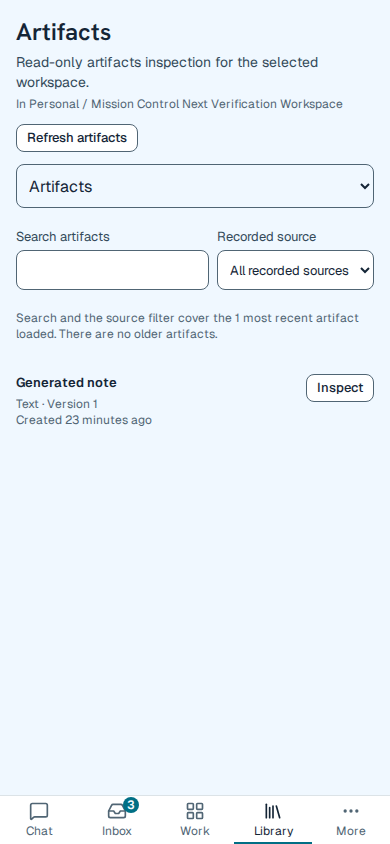 Artifacts
Read-only artifacts inspection for the selected
workspace.
In Personal / Mission Control Next Verification Workspace
Refresh artifacts
Artifacts
Search artifacts
Recorded source
All recorded sources
Search and the source filter cover the 1 most recent artifact
loaded. There are no older artifacts.
Generated note
Inspect
Text · Version 1
Created 23 minutes ago
3
Chat
Inbox
Work
Library
More